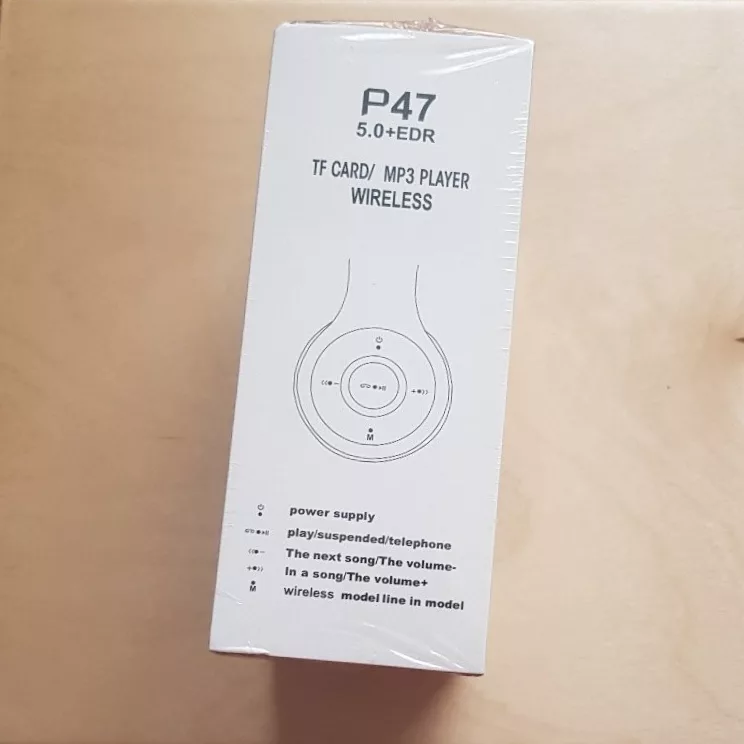 P47
5.0+EDR
TF CARD/ MP3 PLAYER
WIRELESS
M
power supply
play/suspended/telephone
The next song/The volume-
In a song/The volume+
M wireless model line in model